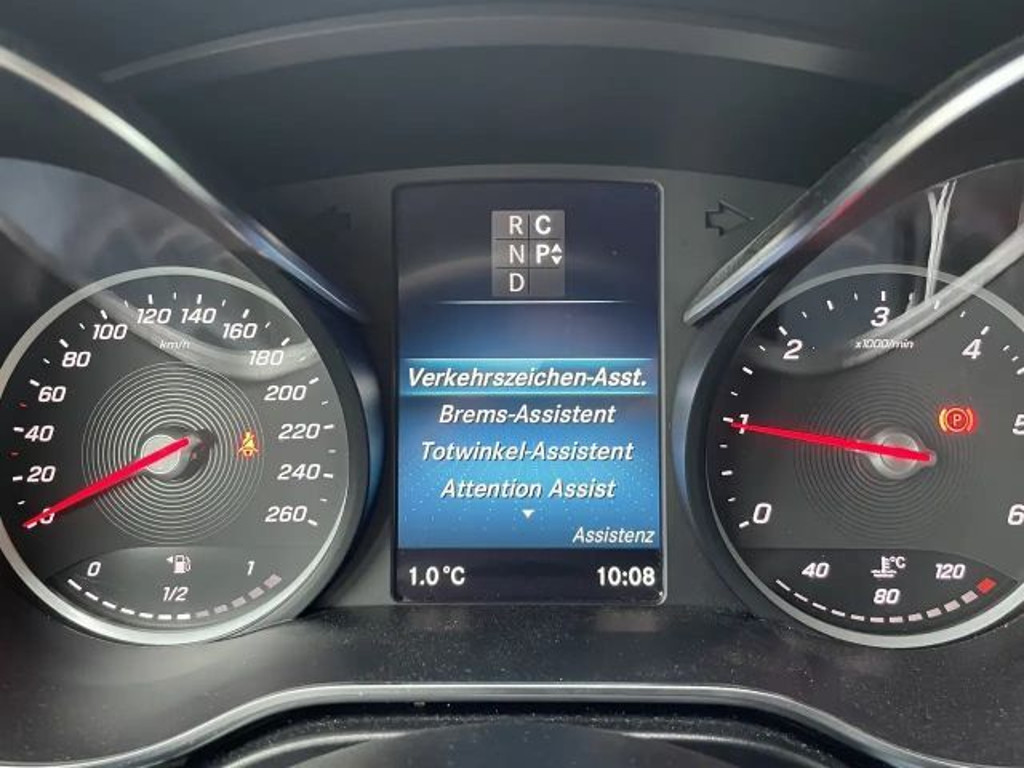 R C
N P
D
Verkehrszeichen-Asst.
Brems-Assistent
Totwinkel-Assistent
Attention Assist
Assistenz
1.0 °C
10:08
0
20
40
60
80
100
120
140
160
180
200
220
240
260
km/h
0
1/2
1
0
1
2
3
4
5
6
x1000/min
P
40
80
120
°C